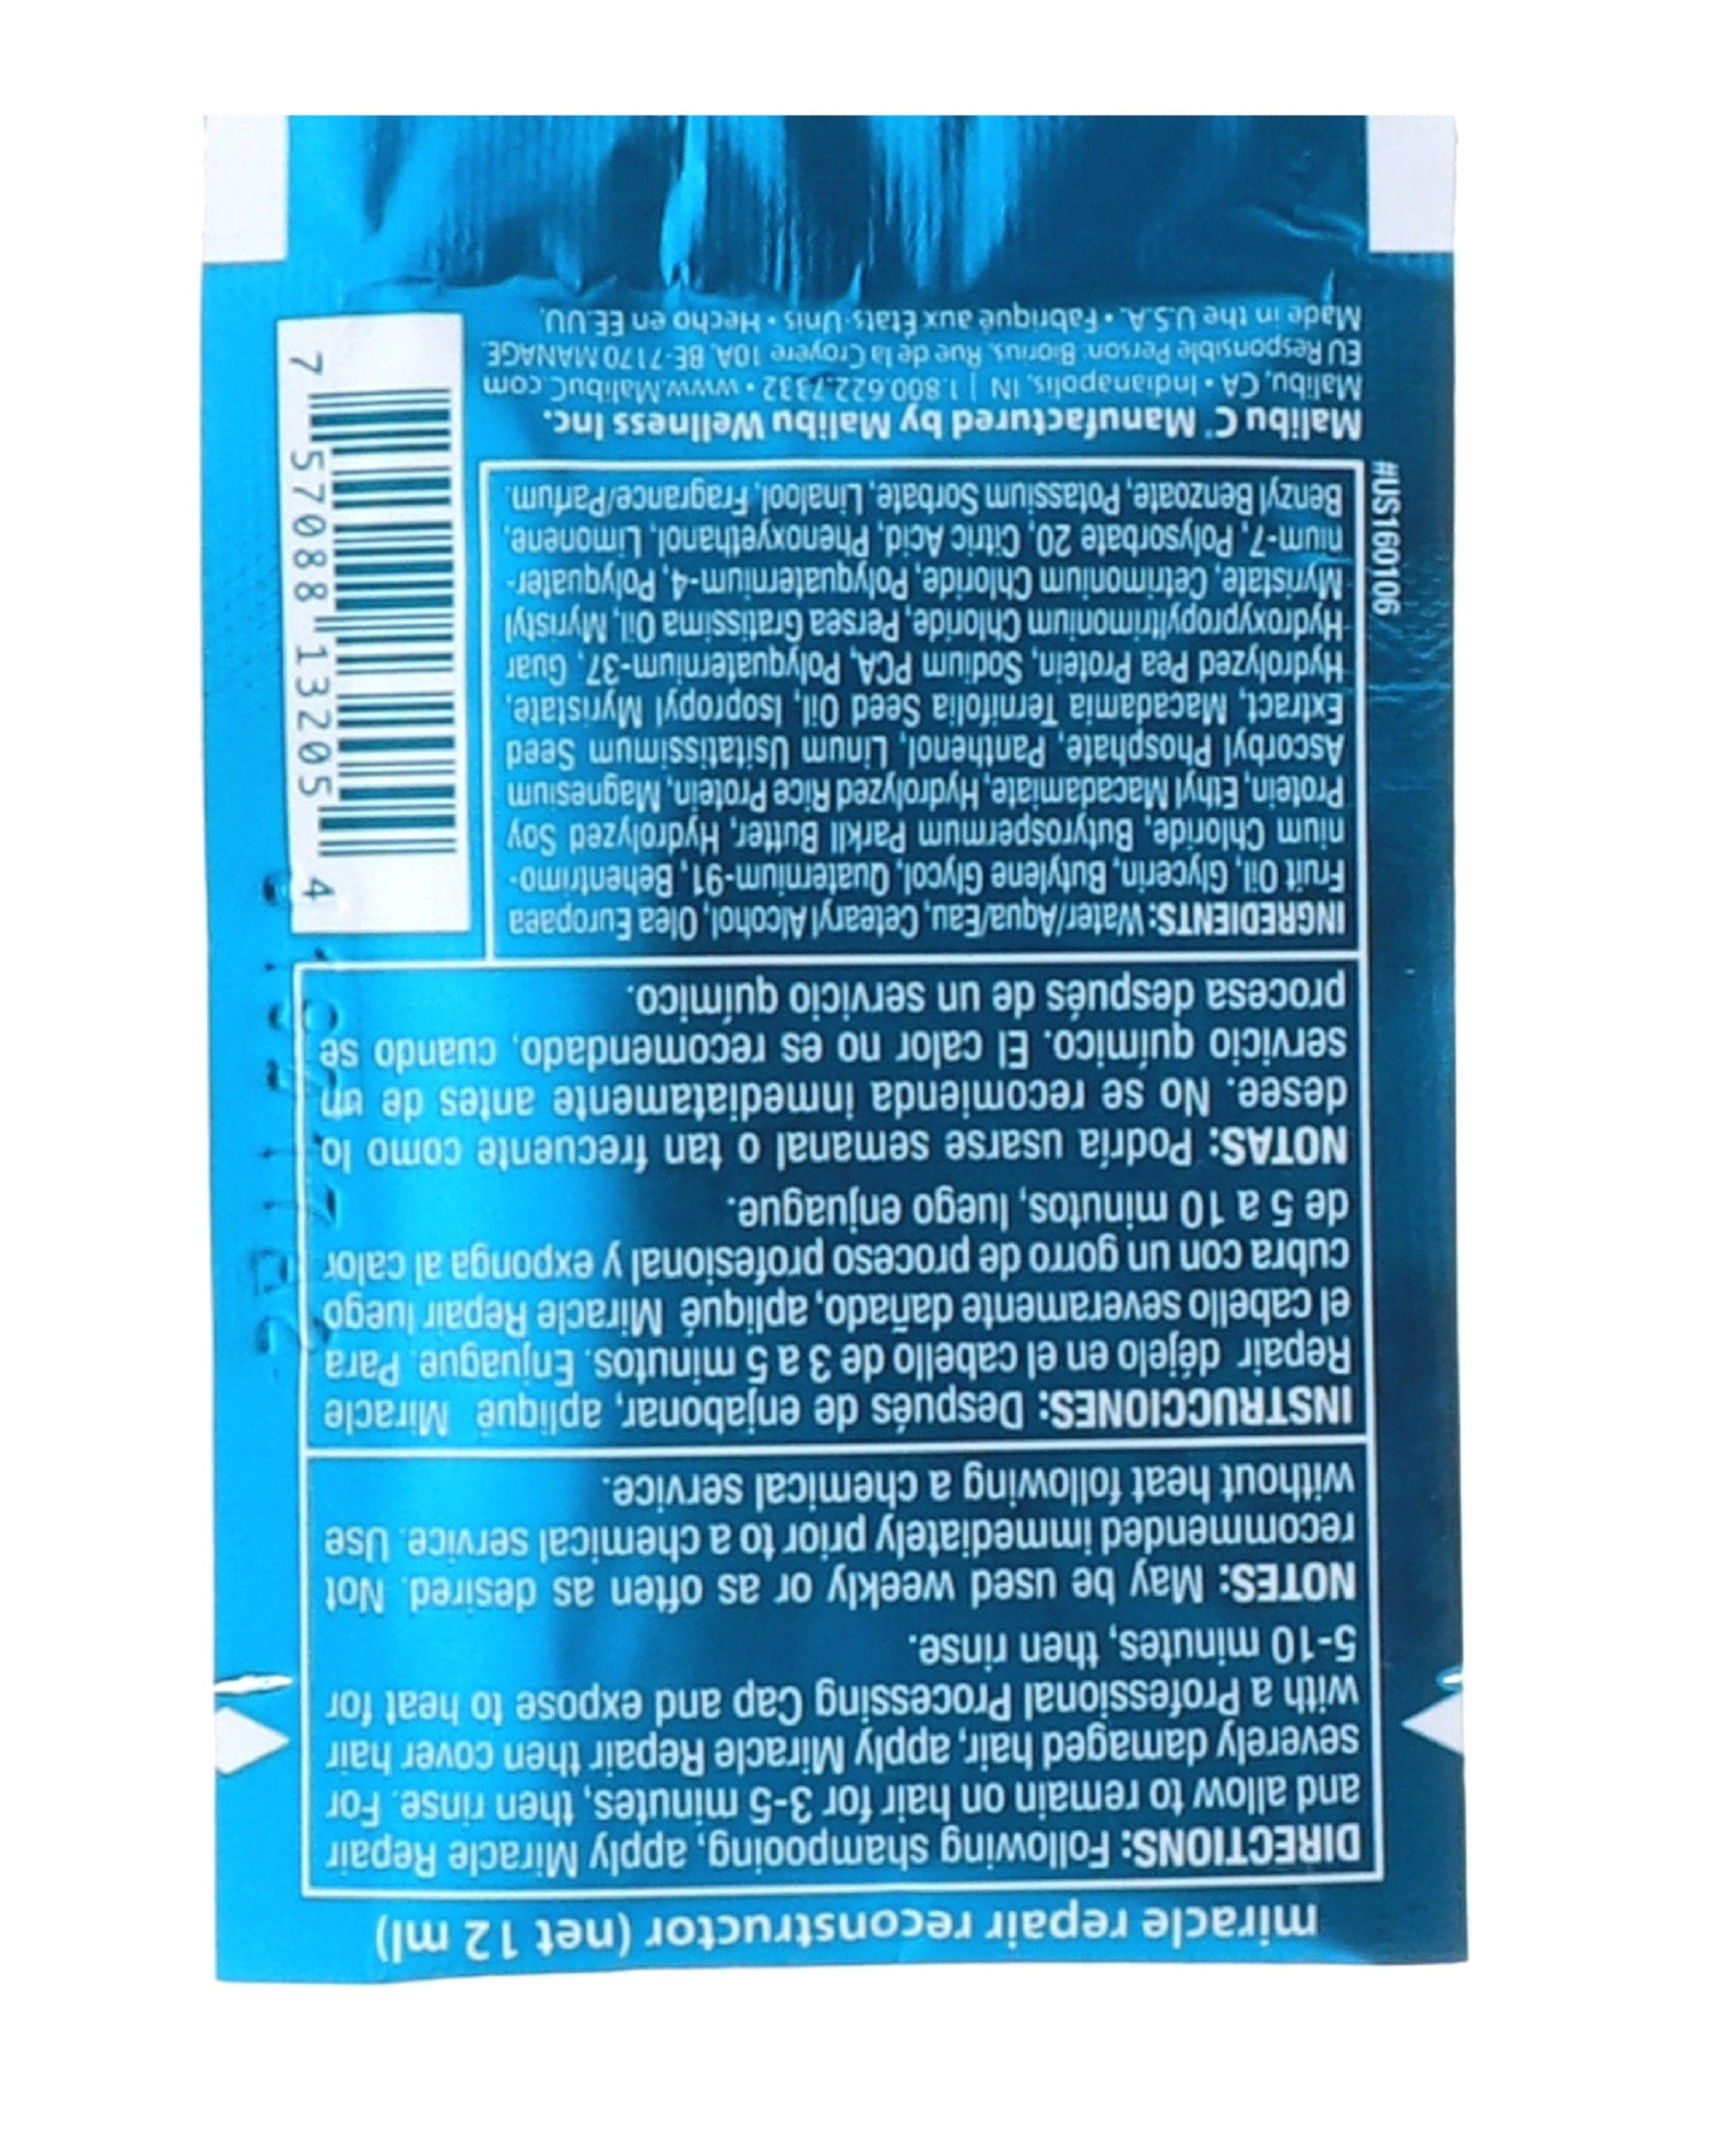 miracle repair reconstructor (net 12 ml)
DIRECTIONS: Following shampooing, apply Miracle Repair
and allow to remain on hair for 3-5 minutes, then rinse. For
severely damaged hair, apply Miracle Repair then cover hair
with a Professional Processing Cap and expose to heat for
5-10 minutes, then rinse.
NOTES: May be used weekly or as often as desired. Not
recommended immediately prior to a chemical service. Use
without heat following a chemical service.
INSTRUCCIONES: Después de enjabonar, apliqué Miracle
Repair déjelo en el cabello de 3 a 5 minutos. Enjuague. Para
el cabello severamente dañado, apliqué Miracle Repair luego
cubra con un gorro de proceso profesional y exponga al calor
de 5 a 10 minutos, luego enjuague.
NOTAS: Podría usarse semanal o tan frecuente como lo
desee. No se recomienda inmediatamente antes de un
servicio químico. El calor no es recomendado, cuando se
procesa después de un servicio químico.
INGREDIENTS: Water/Aqua/Eau, Cetearyl Alcohol, Olea Europaea
Fruit Oil, Glycerin, Butylene Glycol, Quaternium-91, Behentrimo-
nium Chloride, Butyrospermum Parkii Butter, Hydrolyzed Soy
Protein, Ethyl Macadamiate, Hydrolyzed Rice Protein, Magnesium
Ascorbyl Phosphate, Panthenol, Linum Usitatissimum Seed
Extract, Macadamia Ternifolia Seed Oil, Isopropyl Myristate,
Hydrolyzed Pea Protein, Sodium PCA, Polyquaternium-37, Guar
Hydroxypropyltrimonium Chloride, Persea Gratissima Oil, Myristyl
Myristate, Cetrimonium Chloride, Polyquaternium-4, Polyquater-
nium-7, Polysorbate 20, Citric Acid, Phenoxyethanol, Limonene,
Benzyl Benzoate, Potassium Sorbate, Linalool, Fragrance/Parfum.
#US160106
Malibu C® Manufactured by Malibu Wellness Inc.
Malibu, CA • Indianapolis, IN | 1.800.622.7332 • www.MalibuC.com
EU Responsible Person: Biorius, Rue de la Croyere 10A, BE-7170 MANAGE
Made in the U.S.A. • Fabriqué aux États-Unis • Hecho en EE.UU.
7 57088 13205 4